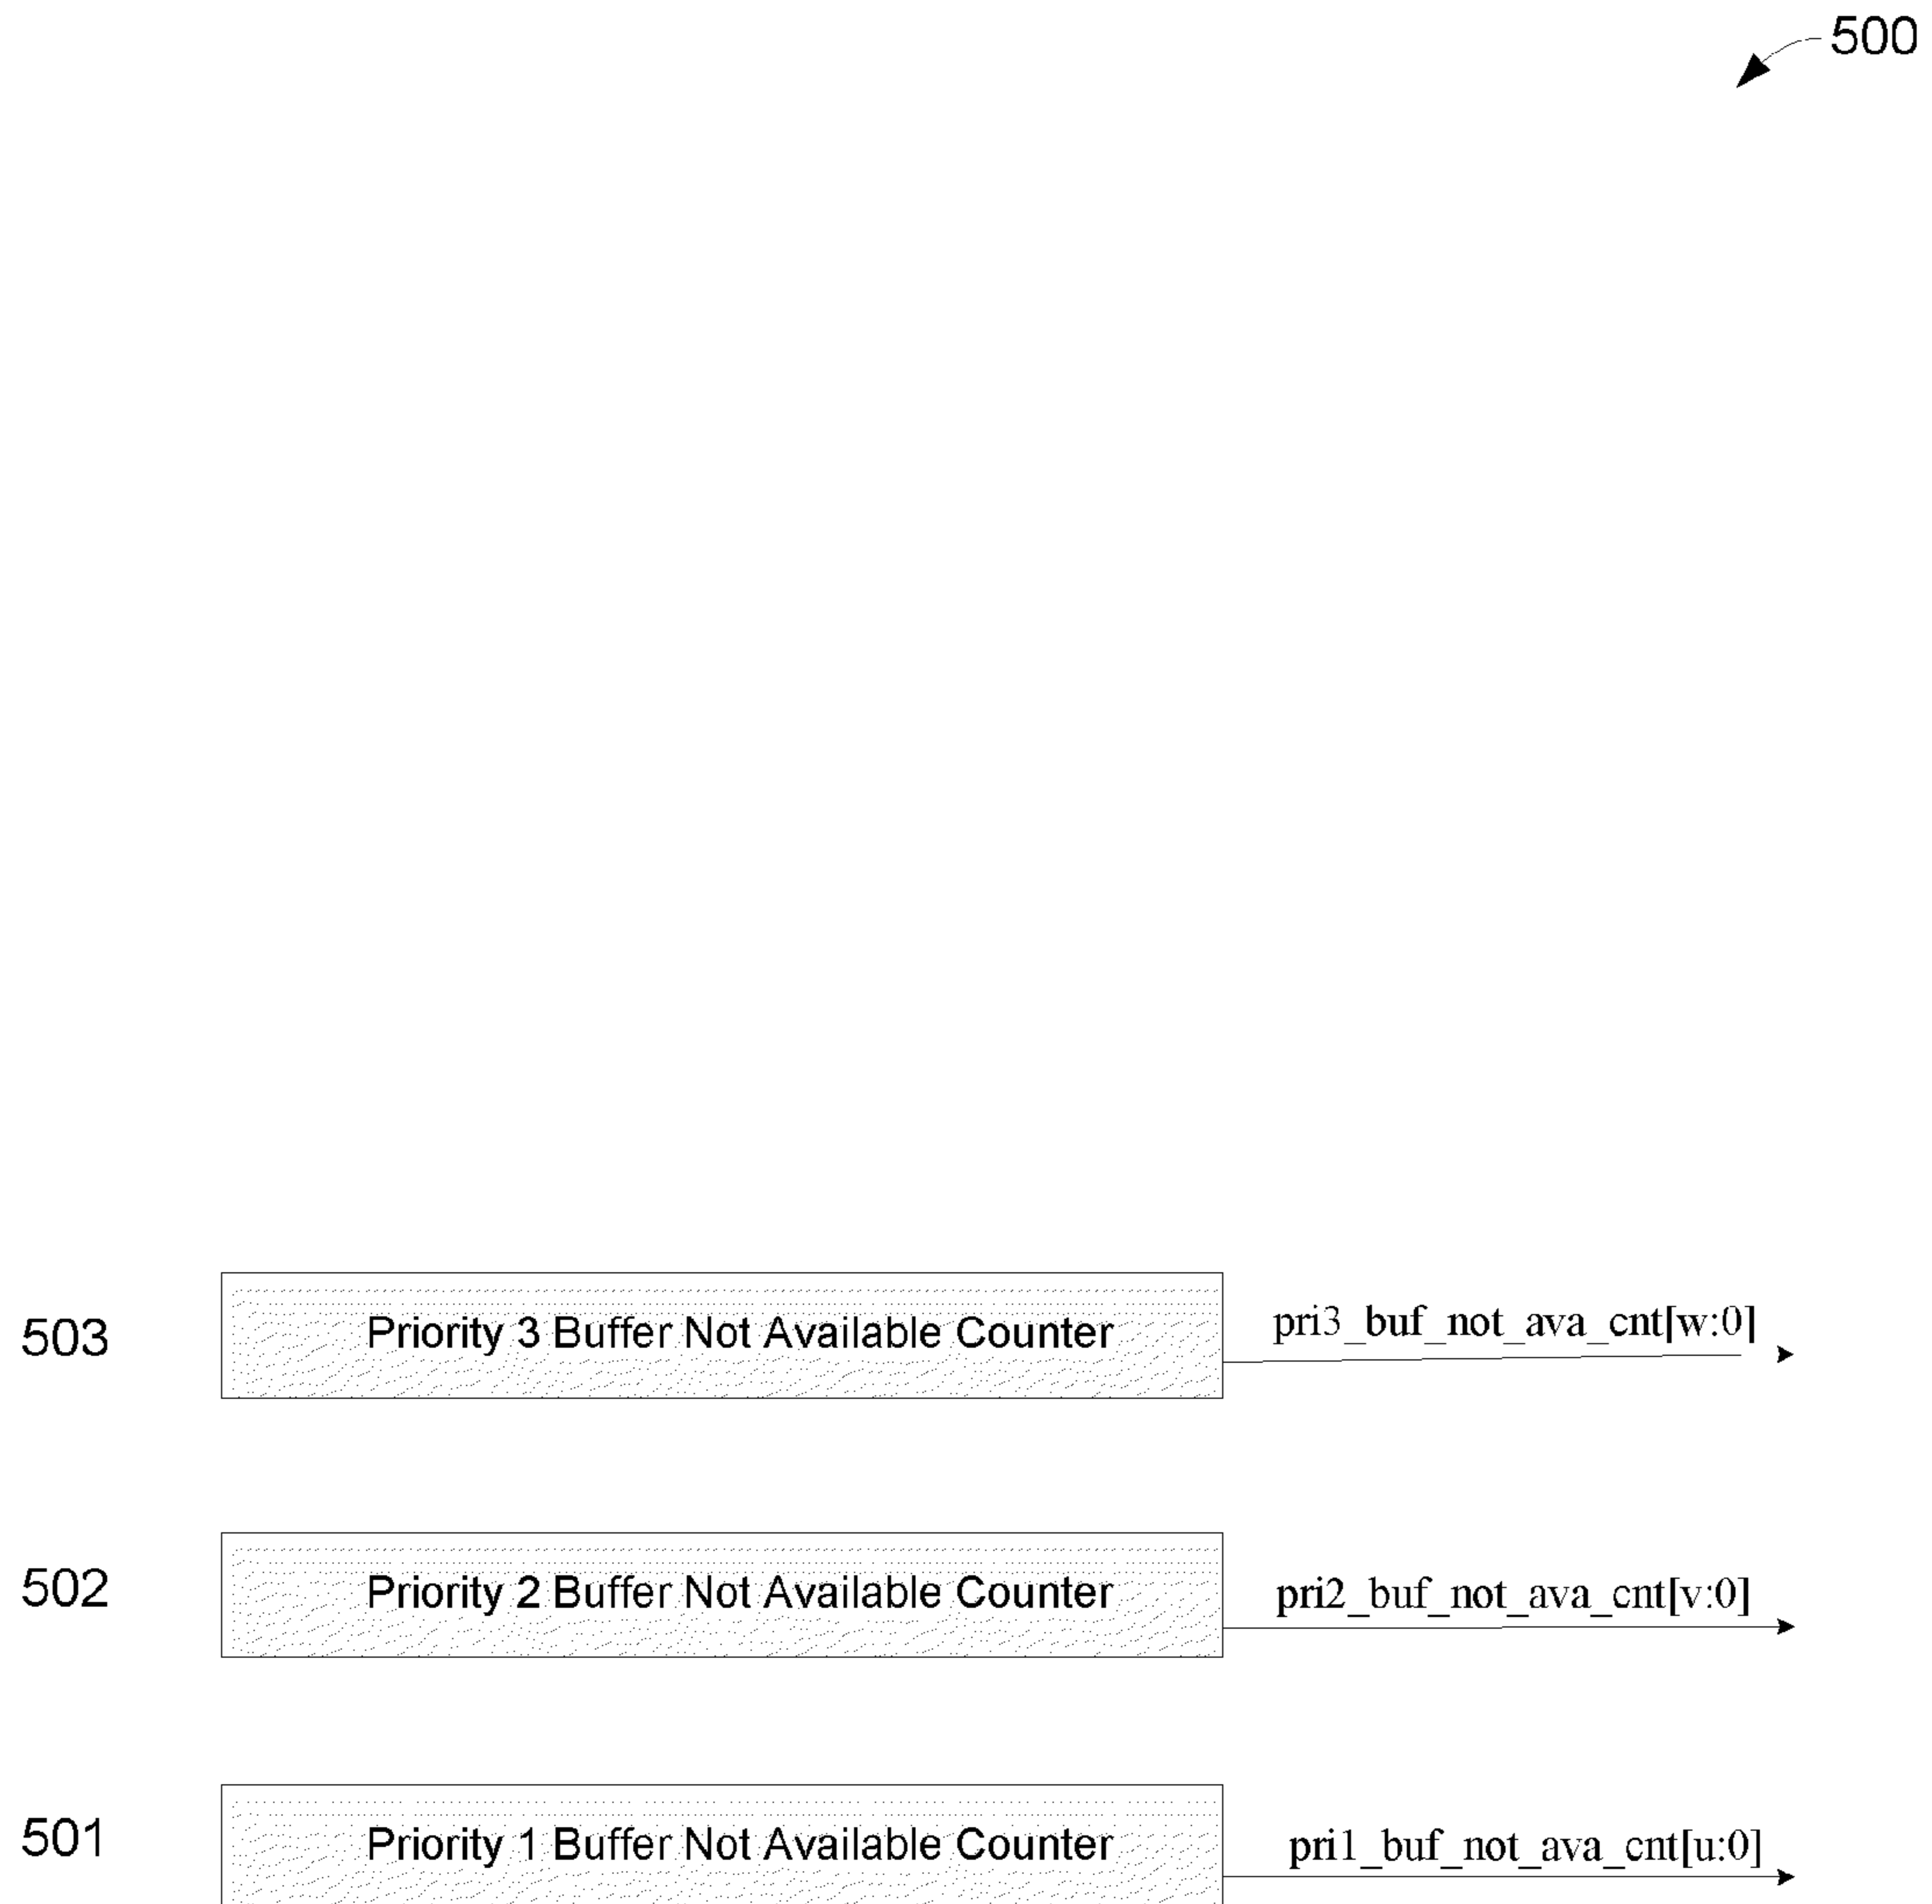 500
503 Priority 3 Buffer Not Available Counter pri3_buf_not_ava_cnt[w:0]
502 Priority 2 Buffer Not Available Counter pri2_buf_not_ava_cnt[v:0]
501 Priority 1 Buffer Not Available Counter pri1_buf_not_ava_cnt[u:0]